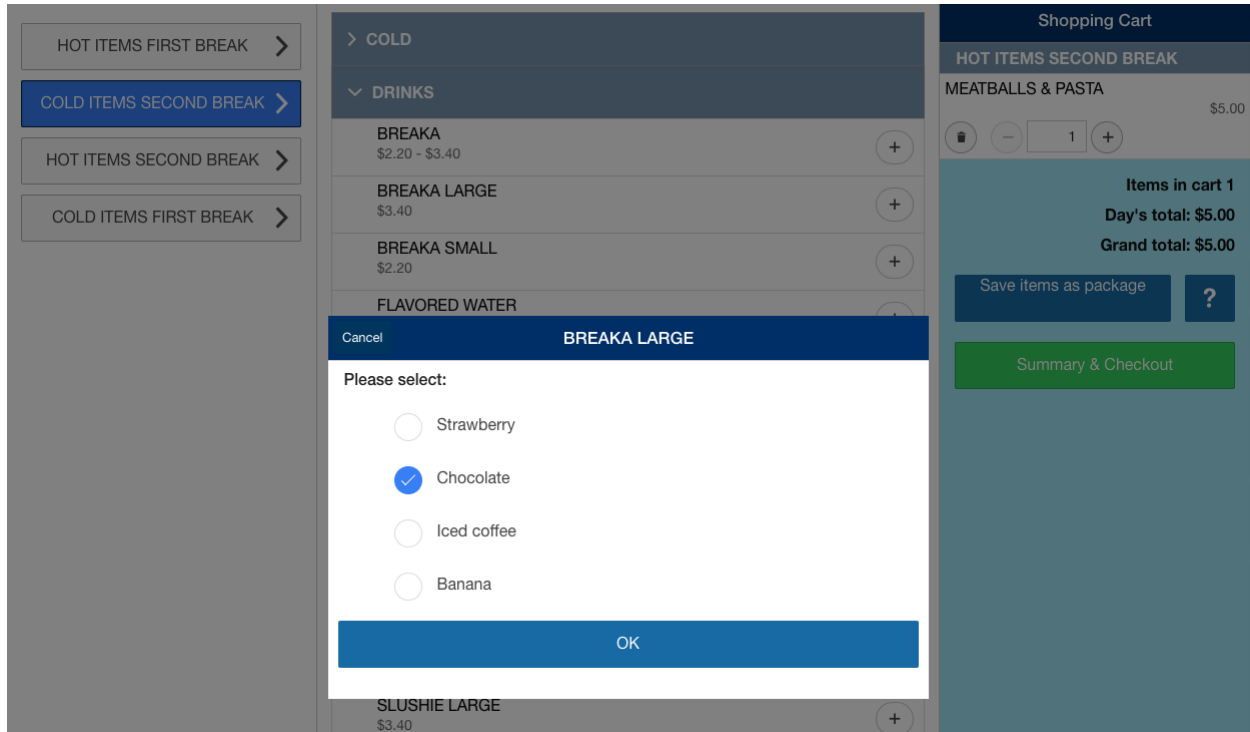 HOT ITEMS FIRST BREAK
COLD ITEMS SECOND BREAK
HOT ITEMS SECOND BREAK
COLD ITEMS FIRST BREAK
COLD
DRINKS
BREAKA
$2.20 - $3.40
BREAKA LARGE
$3.40
BREAKA SMALL
$2.20
FLAVORED WATER
Cancel
BREAKA LARGE
Please select:
Strawberry
Chocolate
Iced coffee
Banana
OK
SLUSHIE LARGE
$3.40
Shopping Cart
HOT ITEMS SECOND BREAK
MEATBALLS & PASTA
$5.00
1
Items in cart 1
Day's total: $5.00
Grand total: $5.00
Save items as package
?
Summary & Checkout